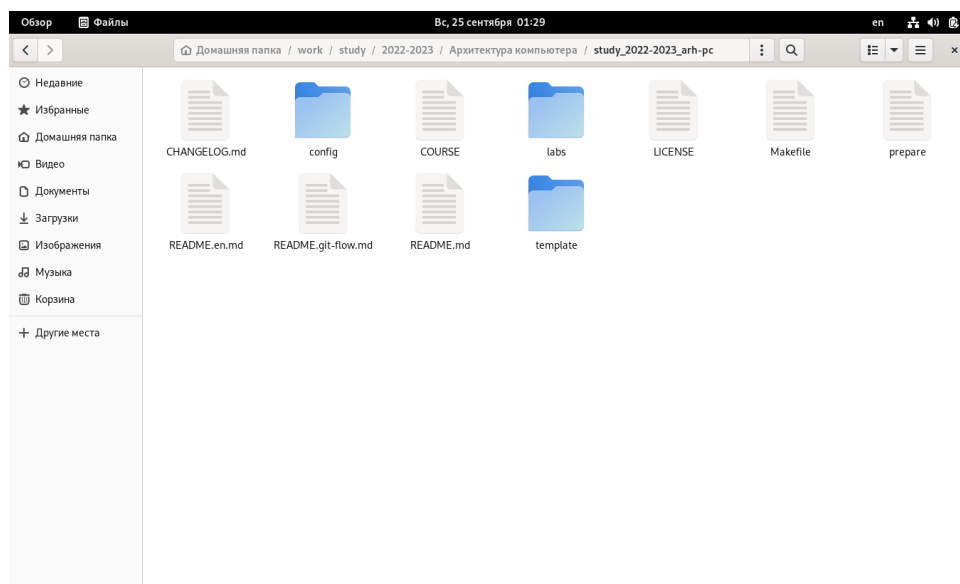 Обзор Файлы Вс, 25 сентября 01:29 en
Домашняя папка / work / study / 2022-2023 / Архитектура компьютера / study_2022-2023_arh-pc
Недавние
Избранные
Домашняя папка
Видео
Документы
Загрузки
Изображения
Музыка
Корзина
Другие места
CHANGELOG.md config COURSE labs LICENSE Makefile prepare
README.en.md README.git-flow.md README.md template